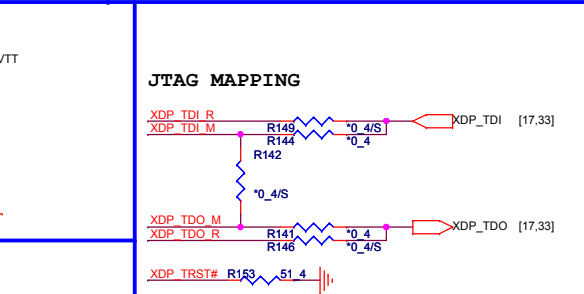 VTT
JTAG MAPPING
XDP_TDI_R
XDP_TDI_M
R149 *0_4/S
R144 *0_4
XDP_TDI [17,33]
R142
*0_4/S
XDP_TDO_M
XDP_TDO_R
R141 *0_4
R146 *0_4/S
XDP_TDO [17,33]
XDP_TRST# R153 51_4